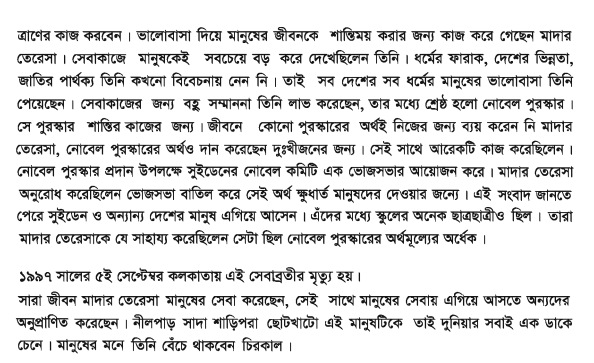 ত্রাণের কাজ করবেন। ভালোবাসা দিয়ে মানুষের জীবনকে শান্তিময় করার জন্য কাজ করে গেছেন মাদার
তেরেসা। সেবাকাজে মানুষকেই সবচেয়ে বড় করে দেখেছিলেন তিনি। ধর্মের ফারাক, দেশের ভিন্নতা,
জাতির পার্থক্য তিনি কখনো বিবেচনায় নেন নি। তাই সব দেশের সব ধর্মের মানুষের ভালোবাসা তিনি
পেয়েছেন। সেবাকাজের জন্য বহু সম্মাননা তিনি লাভ করেছেন, তার মধ্যে শ্রেষ্ঠ হলো নোবেল পুরস্কার।
সে পুরস্কার শান্তির কাজের জন্য। জীবনে কোনো পুরস্কারের অর্থই নিজের জন্য ব্যয় করেন নি মাদার
তেরেসা, নোবেল পুরস্কারের অর্থও দান করেছেন দুঃখীজনের জন্য। সেই সাথে আরেকটি কাজ করেছিলেন।
নোবেল পুরস্কার প্রদান উপলক্ষে সুইডেনের নোবেল কমিটি এক ভোজসভার আয়োজন করে। মাদার তেরেসা
অনুরোধ করেছিলেন ভোজসভা বাতিল করে সেই অর্থ ক্ষুধার্ত মানুষদের দেওয়ার জন্যে। এই সংবাদ জানতে
পেরে সুইডেন ও অন্যান্য দেশের মানুষ এগিয়ে আসেন। এঁদের মধ্যে স্কুলের অনেক ছাত্রছাত্রীও ছিল। তারা
মাদার তেরেসাকে যে সাহায্য করেছিলেন সেটা ছিল নোবেল পুরস্কারের অর্থমূল্যের অর্ধেক।
১৯৯৭ সালের ৫ই সেপ্টেম্বর কলকাতায় এই সেবাব্রতীর মৃত্যু হয়।
সারা জীবন মাদার তেরেসা মানুষের সেবা করেছেন, সেই সাথে মানুষের সেবায় এগিয়ে আসতে অন্যদের
অনুপ্রাণিত করেছেন। নীলপাড় সাদা শাড়িপরা ছোটখাটো এই মানুষটিকে তাই দুনিয়ার সবাই এক ডাকে
চেনে। মানুষের মনে তিনি বেঁচে থাকবেন চিরকাল।